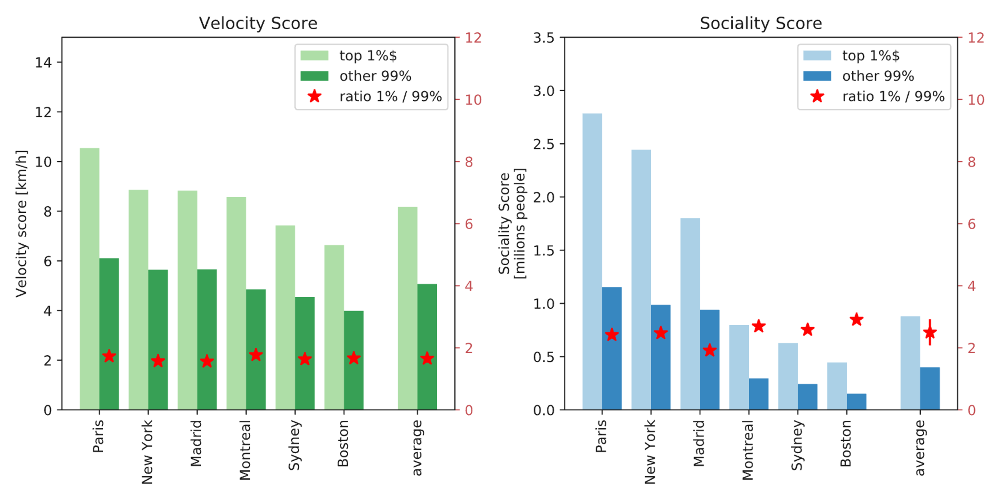 Velocity Score
Velocity score [km/h]
14
12
10
8
6
4
2
0
12
10
8
6
4
2
0
top 1%$
other 99%
ratio 1% / 99%
Paris
New York
Madrid
Montreal
Sydney
Boston
average
Sociality Score
Sociality Score
[milions people]
3.5
3.0
2.5
2.0
1.5
1.0
0.5
0.0
12
10
8
6
4
2
0
top 1%$
other 99%
ratio 1% / 99%
Paris
New York
Madrid
Montreal
Sydney
Boston
average